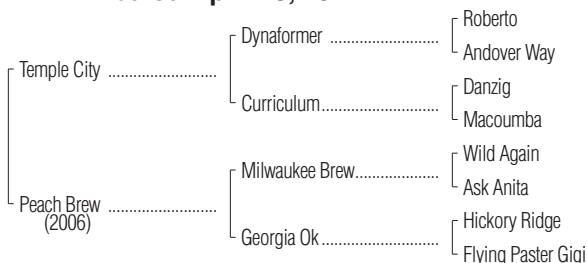 Roberto
Dynaformer ........................................
Andover Way
Temple City ......................................
Danzig
Curriculum..........................................
Macoumba
Wild Again
Milwaukee Brew.............................
Ask Anita
Peach Brew ......................................
(2006)
Hickory Ridge
Georgia Ok..........................................
Flying Paster Gigi